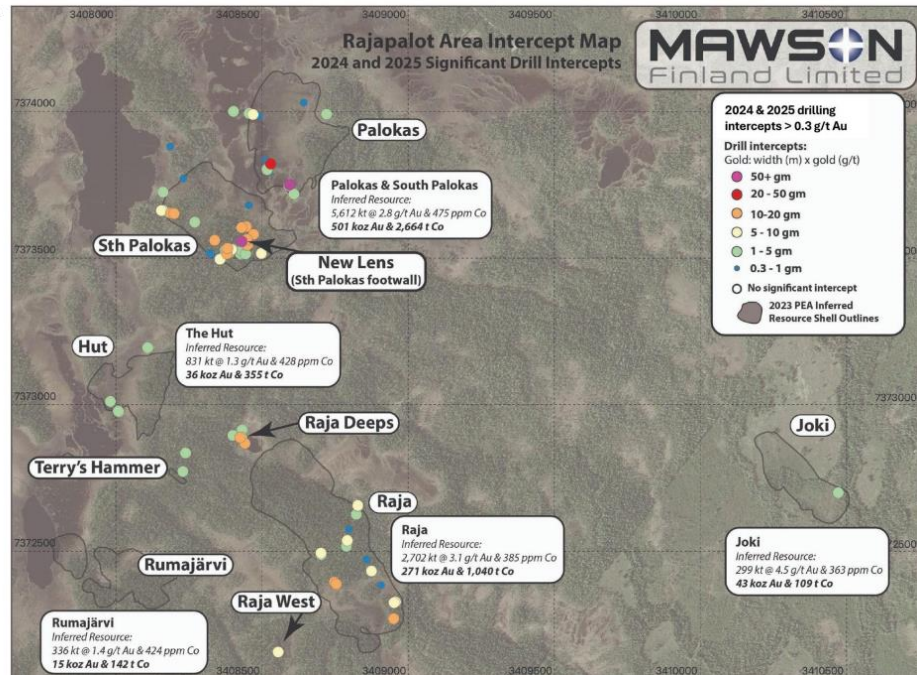 3408000
3408500
3409000
3409500
3410000
3410500
Rajapalot Area Intercept Map
2024 and 2025 Significant Drill Intercepts
MAWSON
Finland Limited
7374000
Palokas
2024 & 2025 drilling
intercepts > 0.3 g/t Au
Drill intercepts:
Gold: width (m) x gold (g/t)
50+ gm
20 - 50 gm
10-20 gm
5 - 10 gm
1 - 5 gm
0.3 - 1 gm
No significant intercept
2023 PEA Inferred
Resource Shell Outlines
Palokas & South Palokas
Inferred Resource:
5,612 kt @ 2.8 g/t Au & 475 ppm Co
501 koz Au & 2,664 t Co
Sth Palokas
7373500
New Lens
(Sth Palokas footwall)
Hut
The Hut
Inferred Resource:
831 kt @ 1.3 g/t Au & 428 ppm Co
36 koz Au & 355 t Co
7373000
7373000
Raja Deeps
Joki
Terry's Hammer
Raja
Raja
Inferred Resource:
2,702 kt @ 3.1 g/t Au & 385 ppm Co
271 koz Au & 1,040 t Co
7372500
Joki
Inferred Resource:
299 kt @ 4.5 g/t Au & 363 ppm Co
43 koz Au & 109 t Co
Rumajärvi
Raja West
Rumajärvi
Inferred Resource:
336 kt @ 1.4 g/t Au & 424 ppm Co
15 koz Au & 142 t Co
3408500
3409000
3409500
3410000
3410500